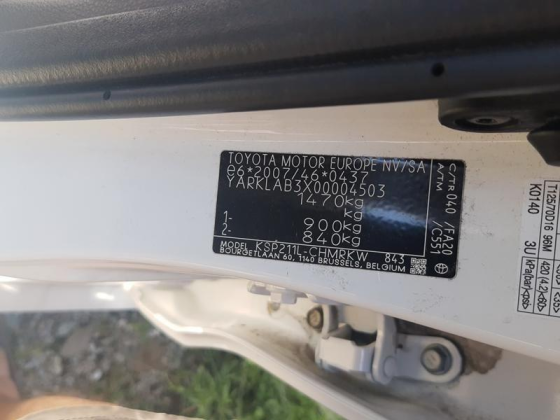 TOYOTA MOTOR EUROPE NV/SA
e6*2007/46*0437
YARKLAB3X00004503
1470kg
kg
1- 900kg
2- 840kg
MODEL KSP211L-CHMRKW 843
BOURGETLAAN 60, 1140 BRUSSELS, BELGIUM
C/TR 040 /FA20
A/TM /C551
K0140